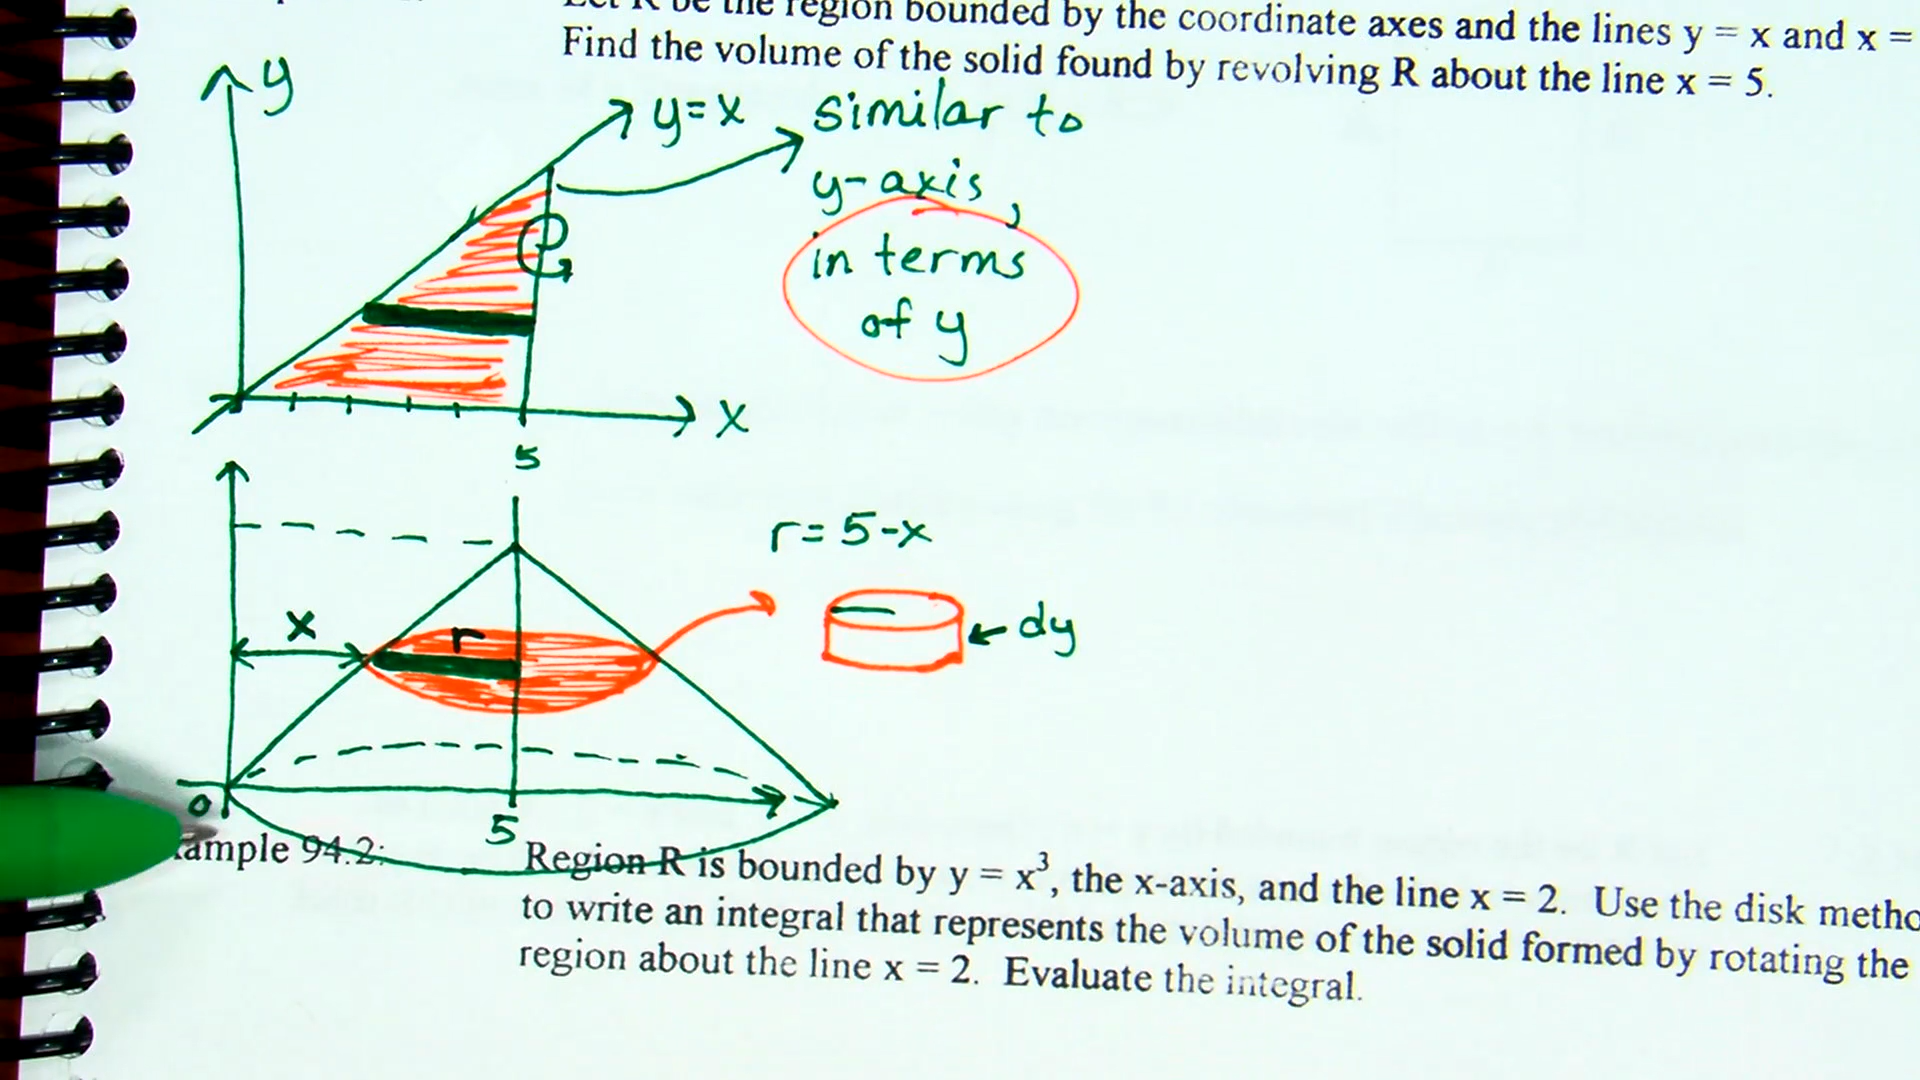 Let R be the region bounded by the coordinate axes and the lines y = x and x =
Find the volume of the solid found by revolving R about the line x = 5.
y
y=x
similar to
y-axis,
in terms
of y
x
5
r=5-x
x
r
dy
0
5
94.2:
Region R is bounded by y = x³, the x-axis, and the line x = 2. Use the disk
to write an integral that represents the volume of the solid formed by rotating the
region about the line x = 2. Evaluate the integral.